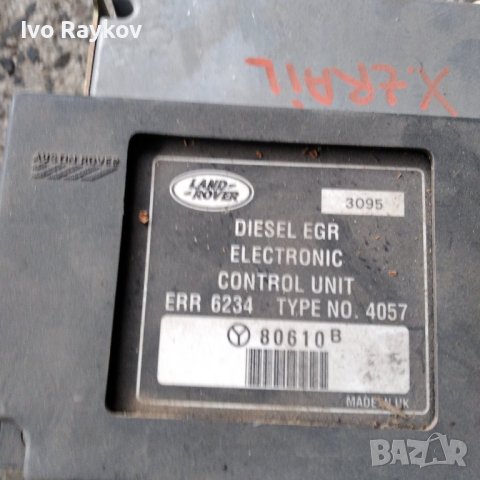 Ivo Raykov
X-TRAiL
AUSTIN ROVER
LAND-
-ROVER
3095
DIESEL EGR
ELECTRONIC
CONTROL UNIT
ERR 6234 TYPE NO. 4057
Y 80610 B
MADE IN UK
BAZAR